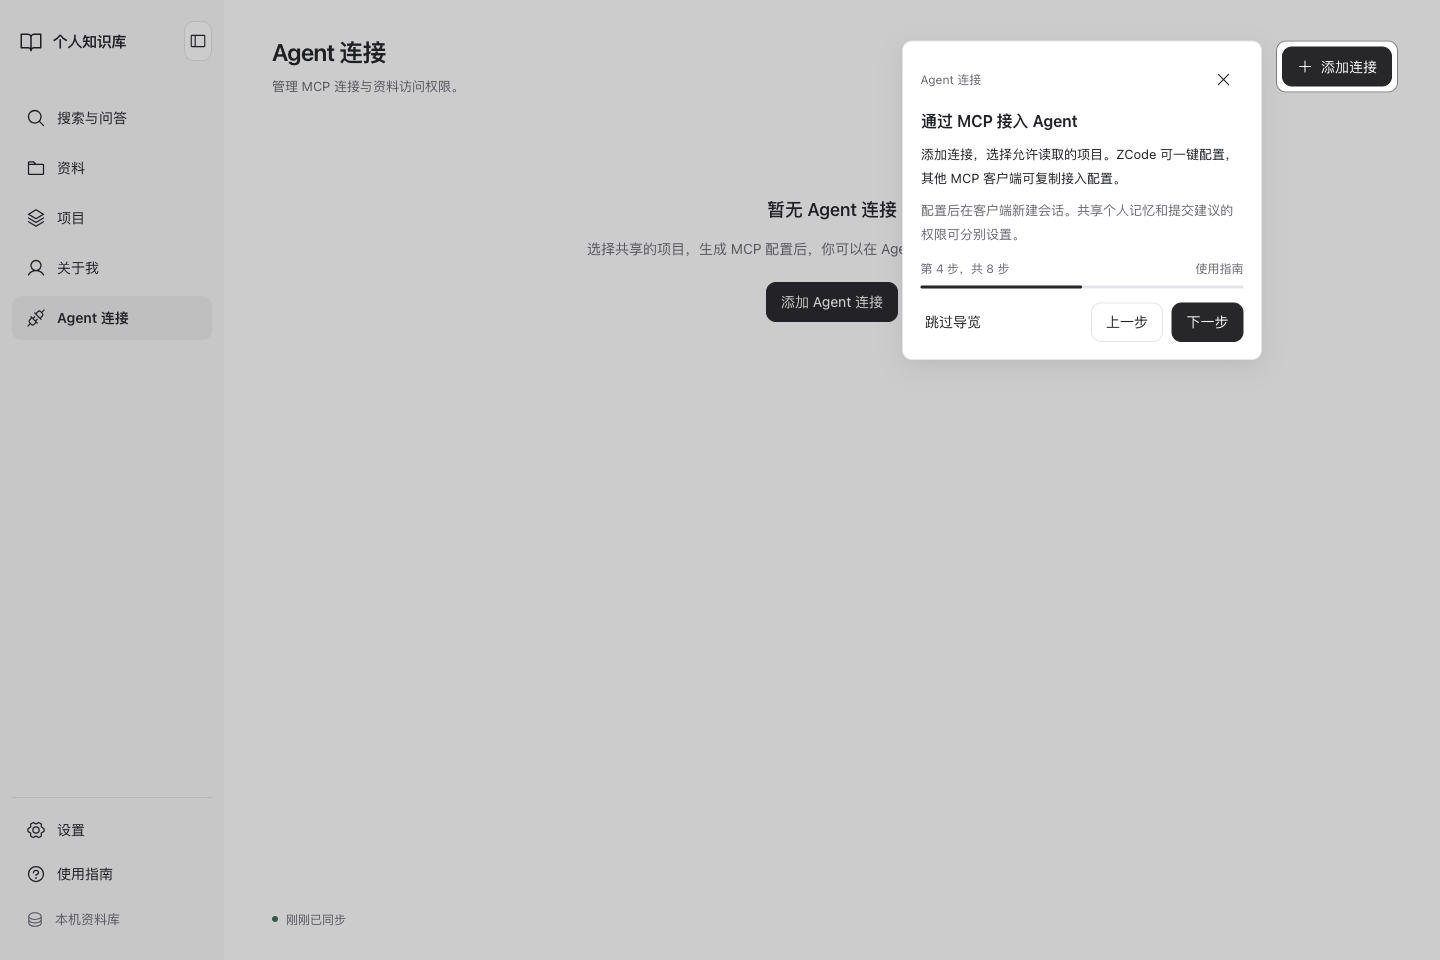 个人知识库
搜索与问答
资料
项目
关于我
Agent 连接
设置
使用指南
本机资料库
Agent 连接
管理 MCP 连接与资料访问权限。
添加连接
暂无 Agent 连接
选择共享的项目，生成 MCP 配置后，你可以在 Age
添加 Agent 连接
刚刚已同步
Agent 连接
通过 MCP 接入 Agent
添加连接，选择允许读取的项目。ZCode 可一键配置，
其他 MCP 客户端可复制接入配置。
配置后在客户端新建会话。共享个人记忆和提交建议的
权限可分别设置。
第 4 步，共 8 步
使用指南
跳过导览
上一步
下一步